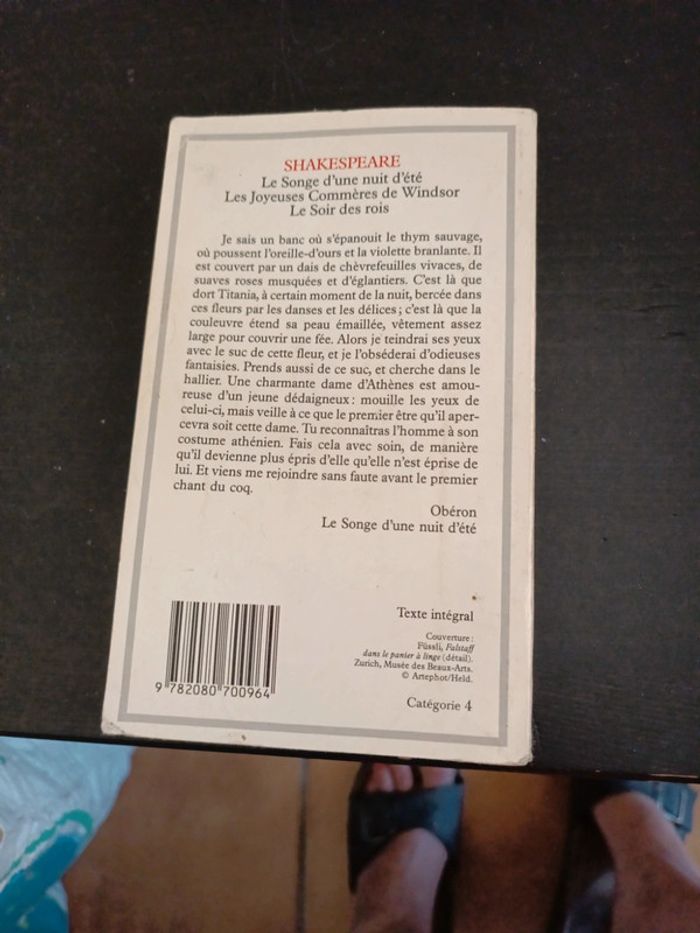 SHAKESPEARE
Le Songe d'une nuit d'été
Les Joyeuses Commères de Windsor
Le Soir des rois
Je sais un banc où s'épanouit le thym sauvage,
où poussent l'oreille-d'ours et la violette branlante. Il
est couvert par un dais de chèvrefeuilles vivaces, de
suaves roses musquées et d'églantiers. C'est là que
dort Titania, à certain moment de la nuit, bercée dans
ces fleurs par les danses et les délices ; c'est là que la
couleuvre étend sa peau émaillée, vêtement assez
large pour couvrir une fée. Alors je teindrai ses yeux
avec le suc de cette fleur, et je l'obséderai d'odieuses
fantaisies. Prends aussi de ce suc, et cherche dans le
hallier. Une charmante dame d'Athènes est amou-
reuse d'un jeune dédaigneux : mouille les yeux de
celui-ci, mais veille à ce que le premier être qu'il aper-
cevra soit cette dame. Tu reconnaîtras l'homme à son
costume athénien. Fais cela avec soin, de manière
qu'il devienne plus épris d'elle qu'elle n'est éprise de
lui. Et viens me rejoindre sans faute avant le premier
chant du coq.
Obéron
Le Songe d'une nuit d'été
Texte intégral
Couverture :
Füssli, Falstaff
dans le panier à linge (détail).
Zurich, Musée des Beaux-Arts.
© Artephot/Held.
9 782080 700964
Catégorie 4